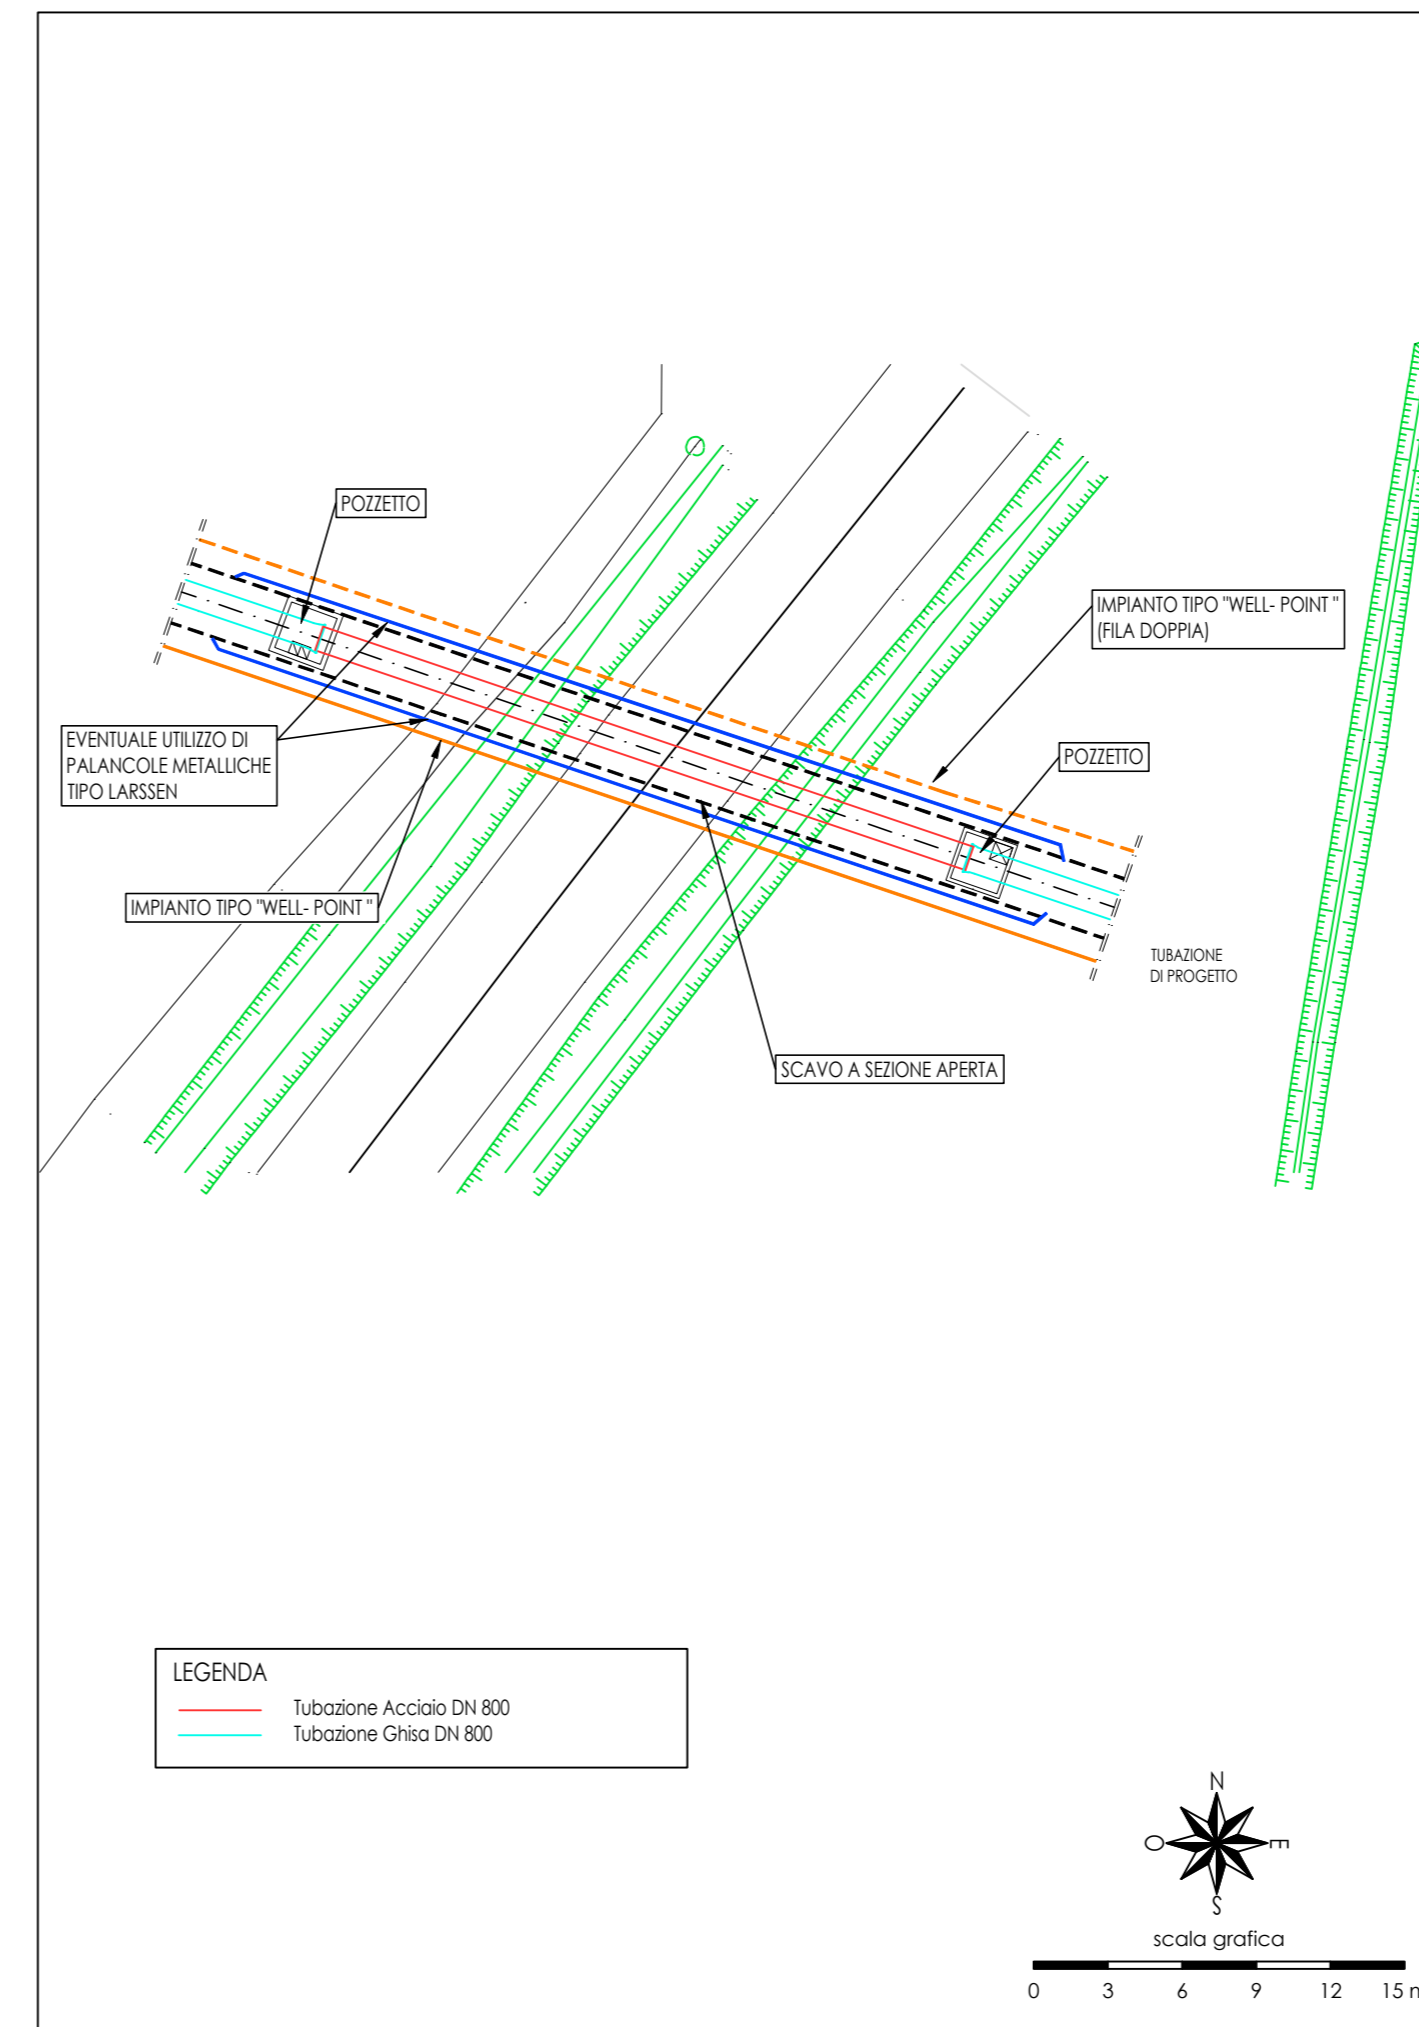 POZZETTO
IMPIANTO TIPO "WELL- POINT "
(FILA DOPPIA)
EVENTUALE UTILIZZO DI
PALANCOLE METALLICHE
TIPO LARSSEN
POZZETTO
IMPIANTO TIPO "WELL- POINT "
TUBAZIONE
DI PROGETTO
SCAVO A SEZIONE APERTA
LEGENDA
Tubazione Acciaio DN 800
Tubazione Ghisa DN 800
N
O E
S
scala grafica
0 3 6 9 12 15